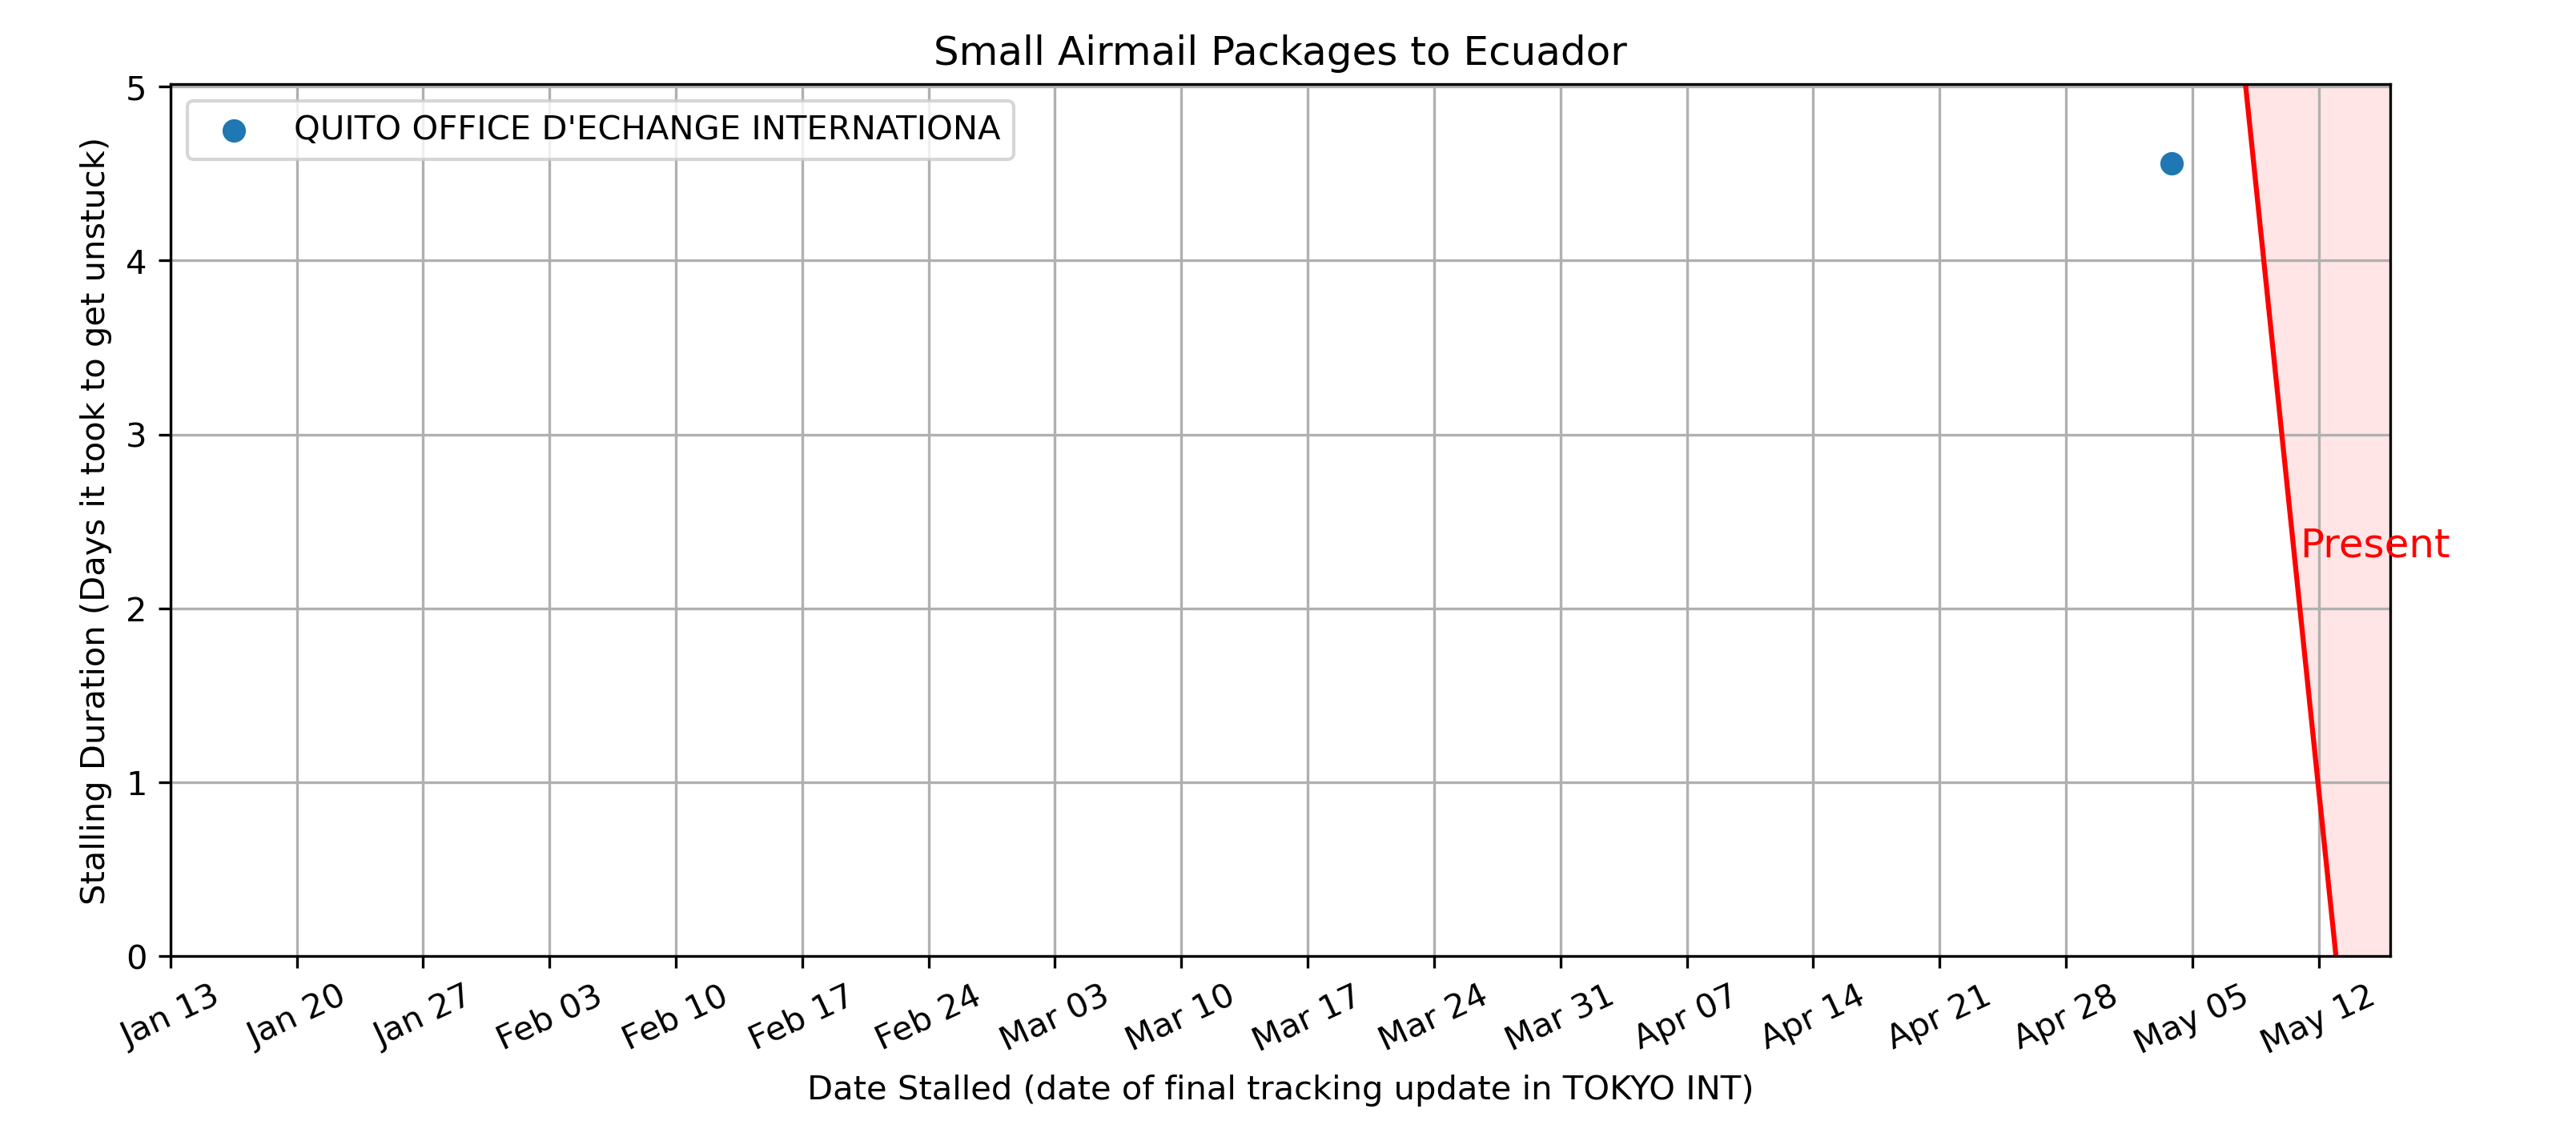 Small Airmail Packages to Ecuador
QUITO OFFICE D'ECHANGE INTERNATIONA
Stalling Duration (Days it took to get unstuck)
5
4
3
2
1
0
Present
Jan 13
Jan 20
Jan 27
Feb 03
Feb 10
Feb 17
Feb 24
Mar 03
Mar 10
Mar 17
Mar 24
Mar 31
Apr 07
Apr 14
Apr 21
Apr 28
May 05
May 12
Date Stalled (date of final tracking update in TOKYO INT)